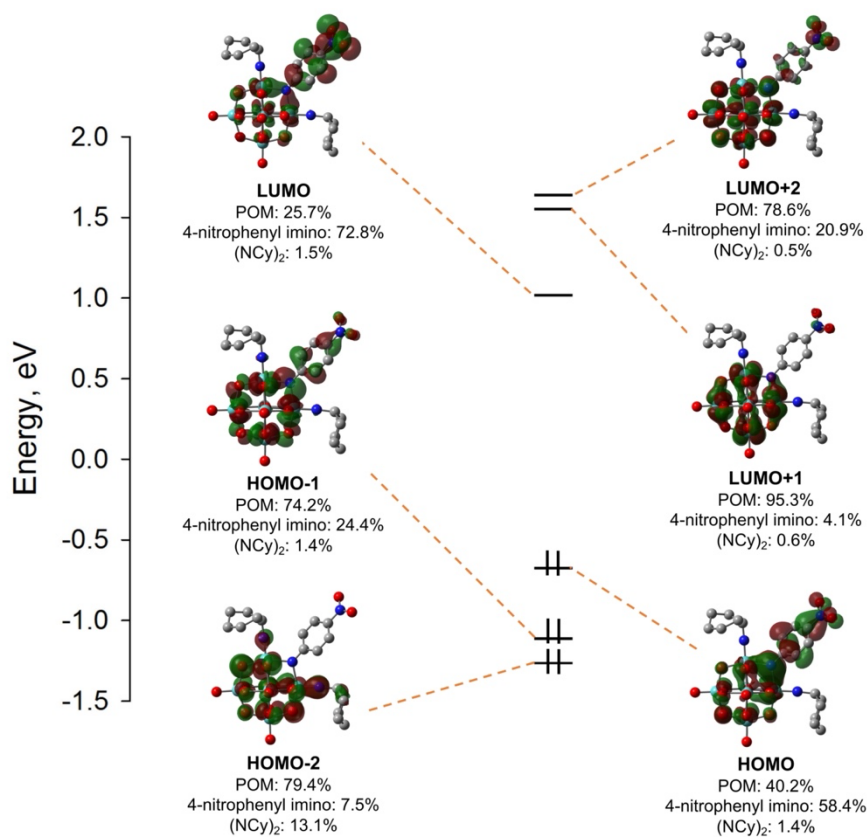 LUMO
POM: 25.7%
4-nitrophenyl imino: 72.8%
(NCy)₂: 1.5%
LUMO+2
POM: 78.6%
4-nitrophenyl imino: 20.9%
(NCy)₂: 0.5%
Energy, eV
2.0
1.5
1.0
0.5
0.0
-0.5
-1.0
-1.5
HOMO-1
POM: 74.2%
4-nitrophenyl imino: 24.4%
(NCy)₂: 1.4%
LUMO+1
POM: 95.3%
4-nitrophenyl imino: 4.1%
(NCy)₂: 0.6%
HOMO-2
POM: 79.4%
4-nitrophenyl imino: 7.5%
(NCy)₂: 13.1%
HOMO
POM: 40.2%
4-nitrophenyl imino: 58.4%
(NCy)₂: 1.4%